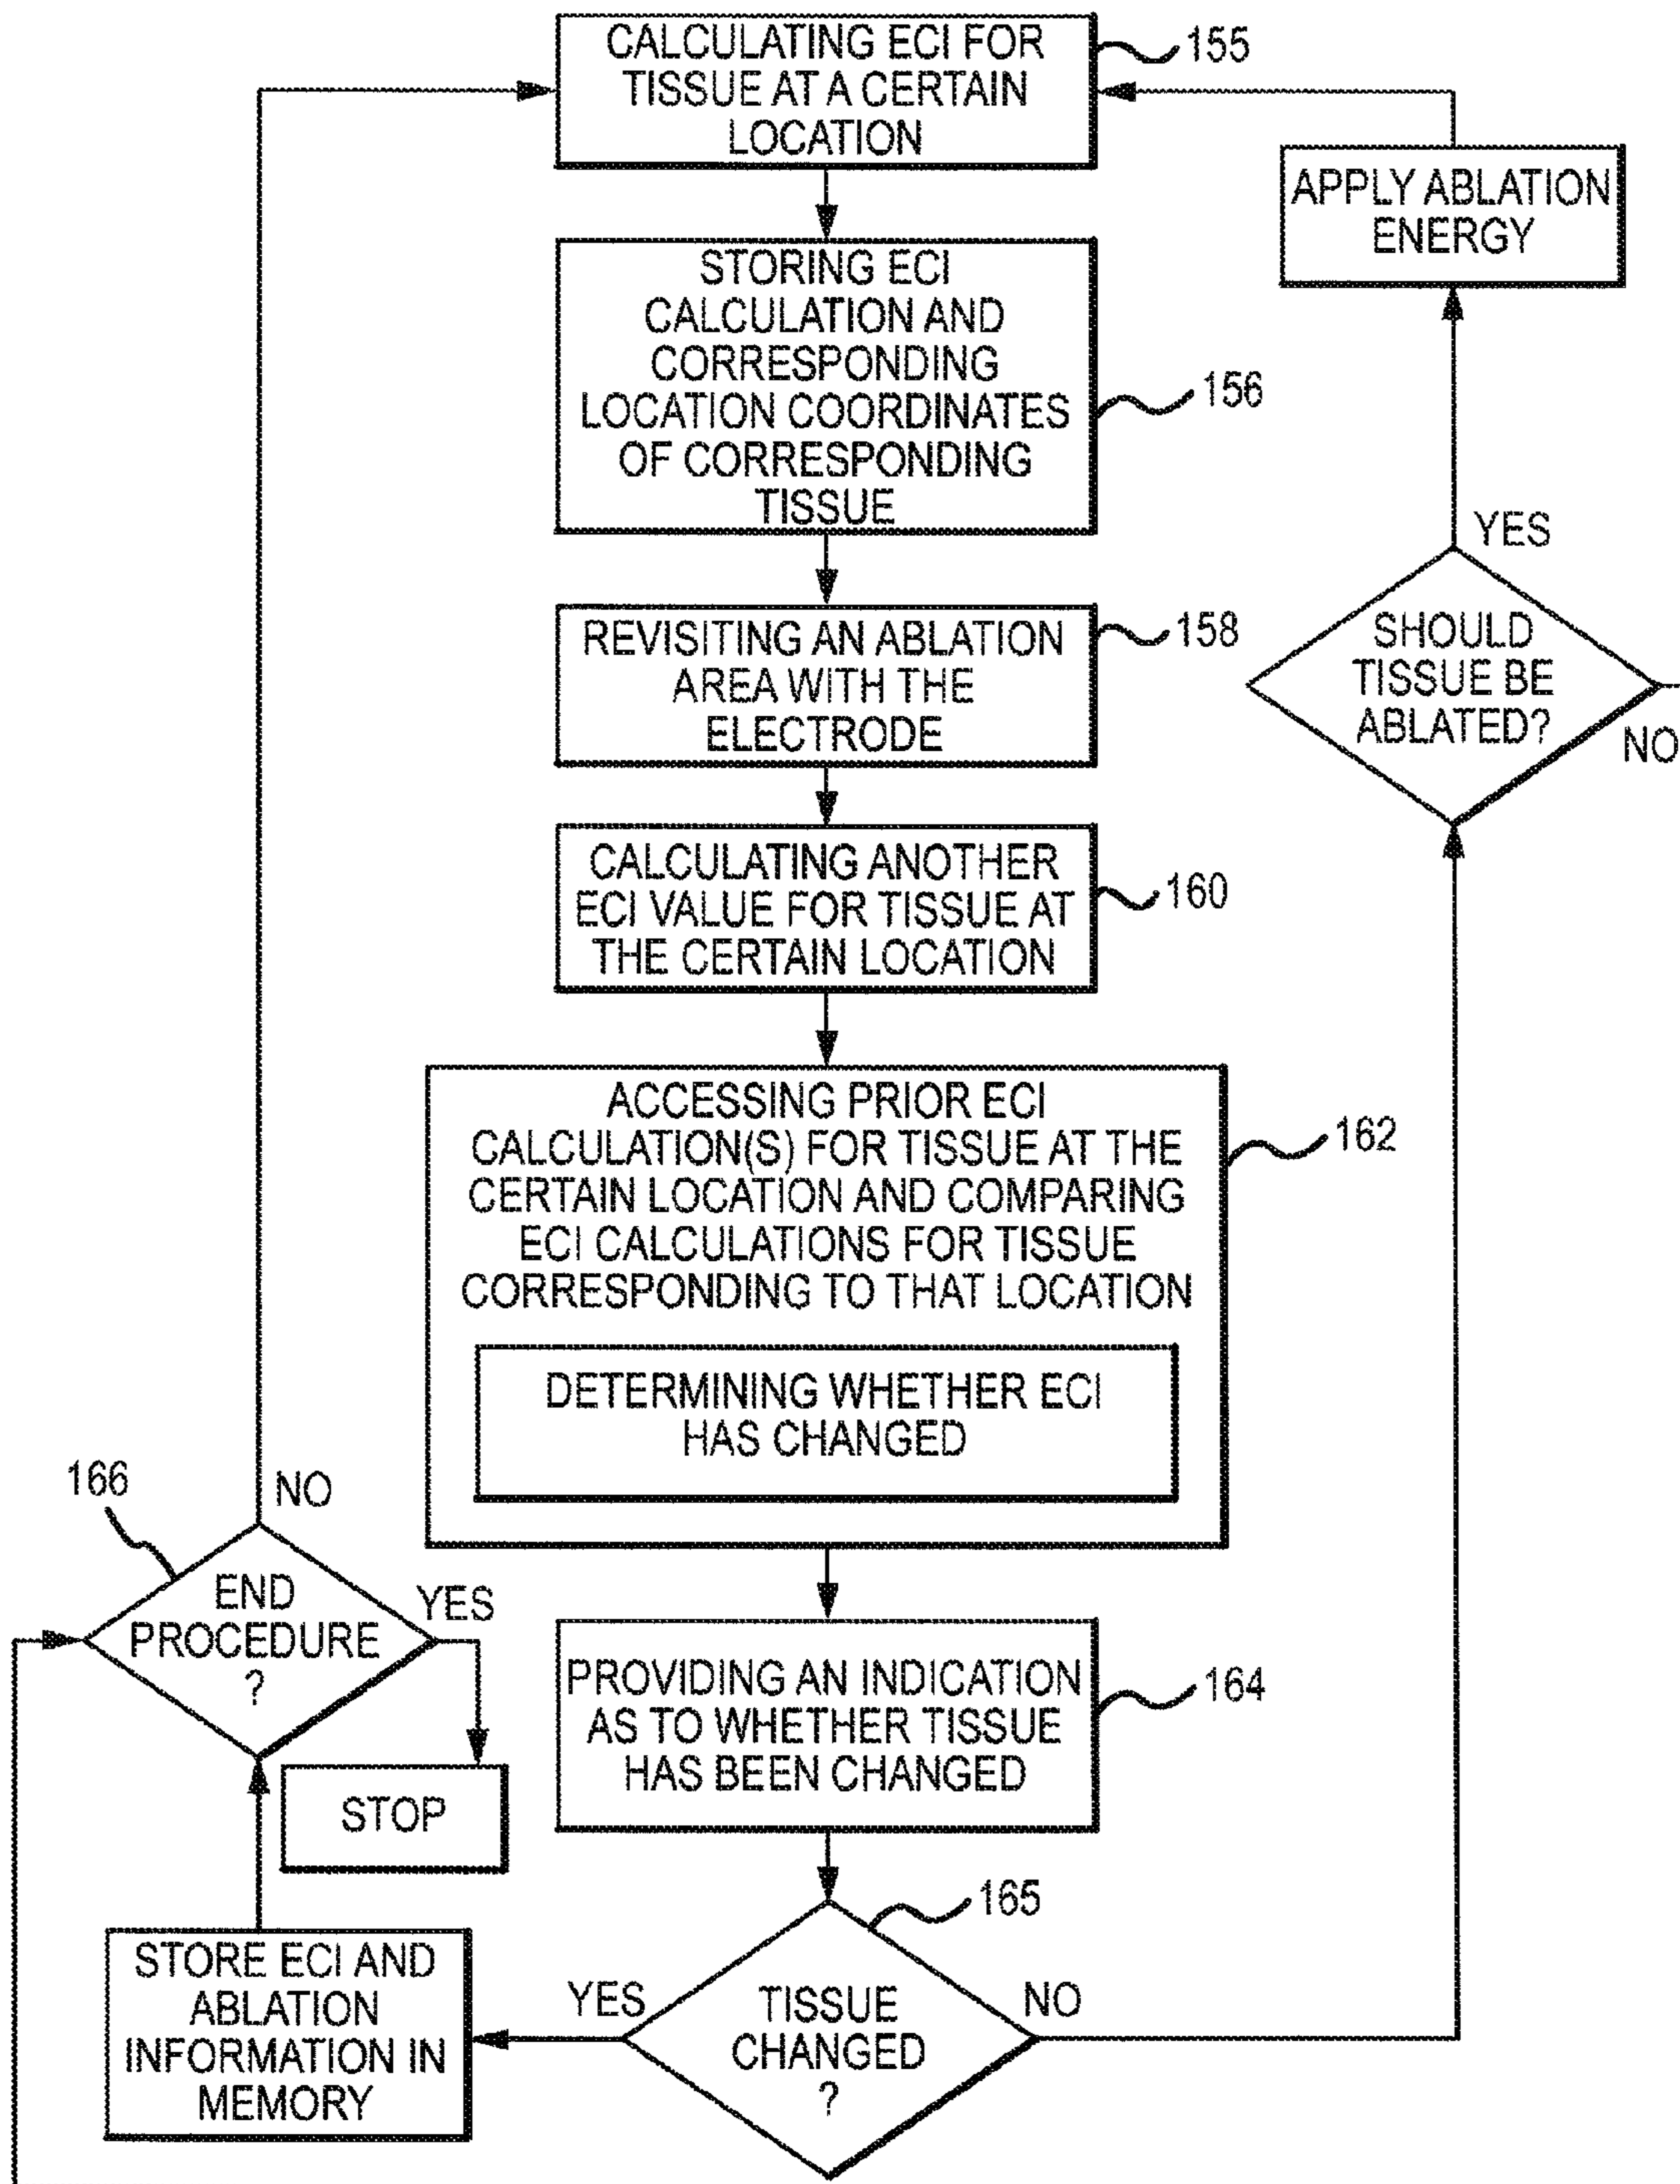 CALCULATING ECI FOR
TISSUE AT A CERTAIN
LOCATION
155
APPLY ABLATION
ENERGY
STORING ECI
CALCULATION AND
CORRESPONDING
LOCATION COORDINATES
OF CORRESPONDING
TISSUE
156
YES
SHOULD
TISSUE BE
ABLATED?
NO
REVISITING AN ABLATION
AREA WITH THE
ELECTRODE
158
CALCULATING ANOTHER
ECI VALUE FOR TISSUE AT
THE CERTAIN LOCATION
160
ACCESSING PRIOR ECI
CALCULATION(S) FOR TISSUE AT THE
CERTAIN LOCATION AND COMPARING
ECI CALCULATIONS FOR TISSUE
CORRESPONDING TO THAT LOCATION
162
DETERMINING WHETHER ECI
HAS CHANGED
166
NO
END
PROCEDURE
?
YES
STOP
PROVIDING AN INDICATION
AS TO WHETHER TISSUE
HAS BEEN CHANGED
164
165
TISSUE
CHANGED
?
YES
NO
STORE ECI AND
ABLATION
INFORMATION IN
MEMORY